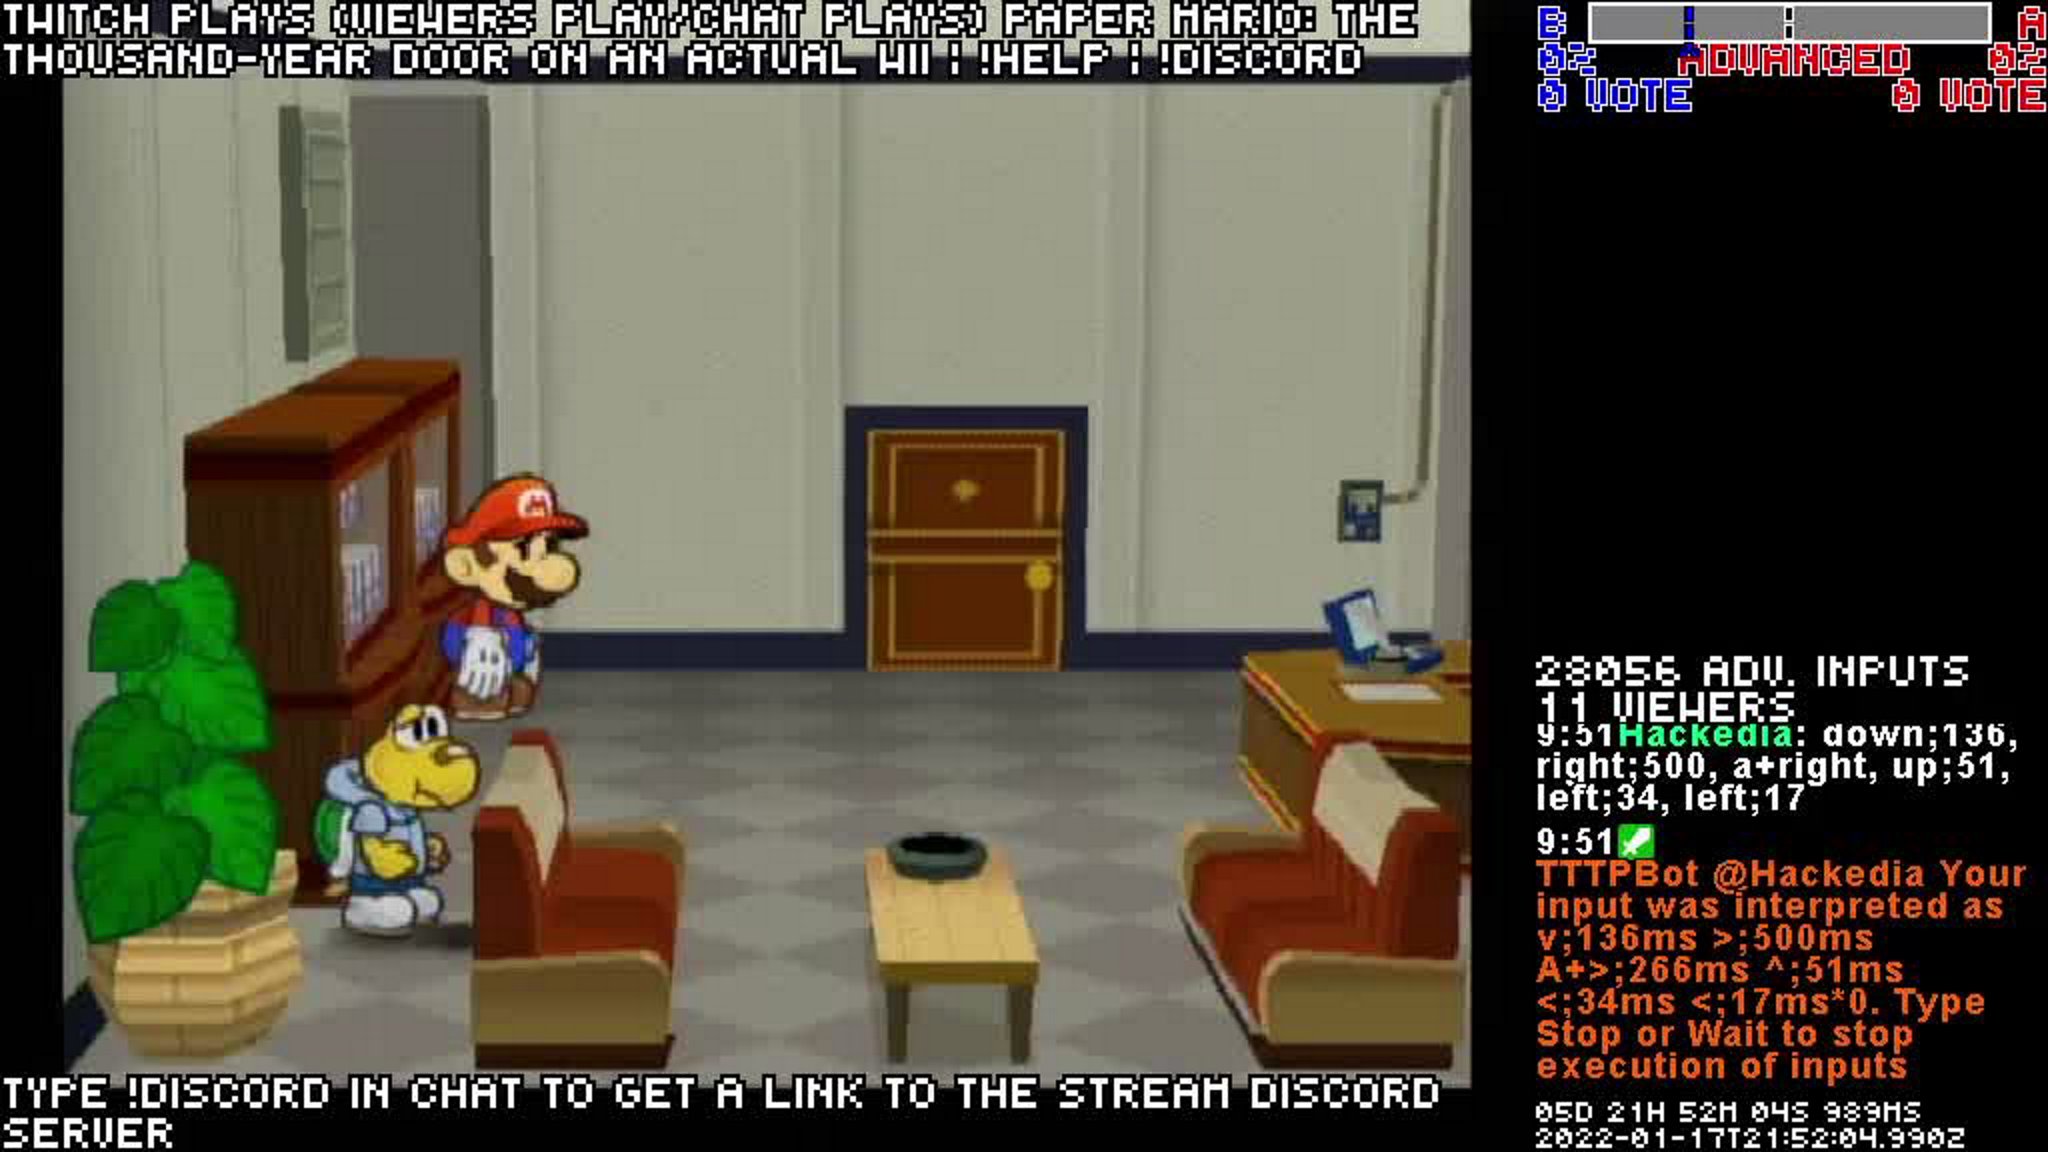 TWITCH PLAYS (VIEWERS PLAY/CHAT PLAYS) PAPER MARIO: THE
THOUSAND-YEAR DOOR ON AN ACTUAL WII ¦ !HELP ¦ !DISCORD
B A
0% ADVANCED 0%
0 VOTE 0 VOTE
M
28056 ADV. INPUTS
11 VIEWERS
9:51 Hackedia: down;136,
right;500, a+right, up;51,
left;34, left;17
9:51
TTTPBot @Hackedia Your
input was interpreted as
v;136ms >;500ms
A+>;266ms ^;51ms
<;34ms <;17ms*0. Type
Stop or Wait to stop
execution of inputs
05D 21H 52M 04S 989MS
2022-01-17T21:52:04.990Z
TYPE !DISCORD IN CHAT TO GET A LINK TO THE STREAM DISCORD
SERVER